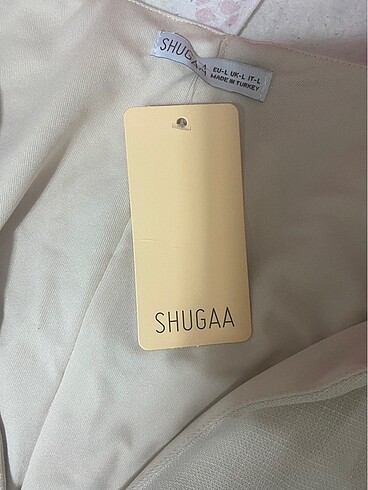 SHUGAA
EU-L UK-L IT-L
MADE IN TURKEY
SHUGAA